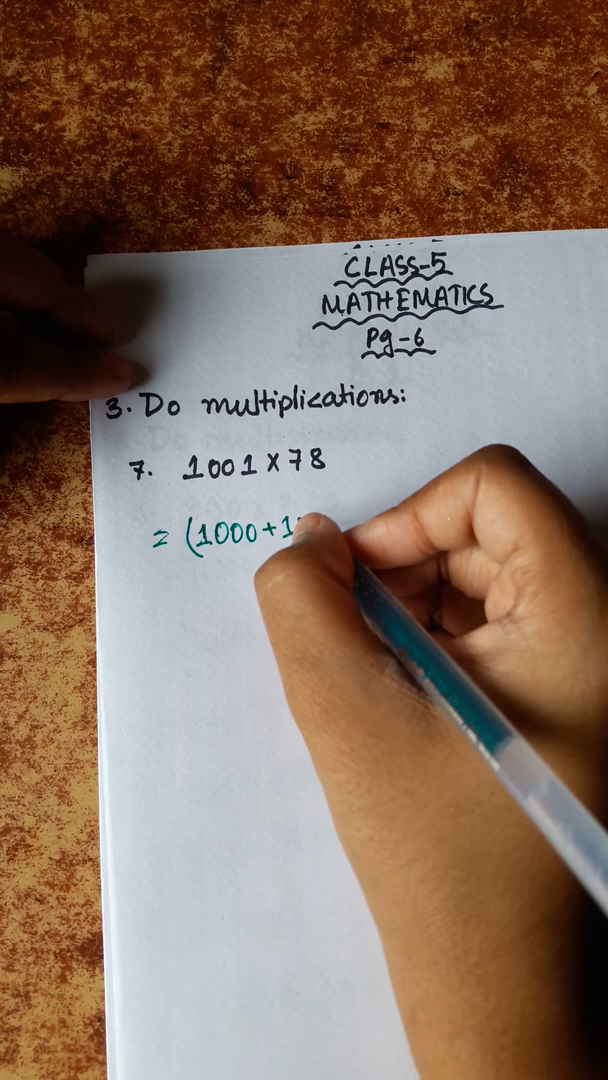 CLASS-5
MATHEMATICS
Pg-6
3. Do multiplications:
7. 1001 X 78
= (1000+1